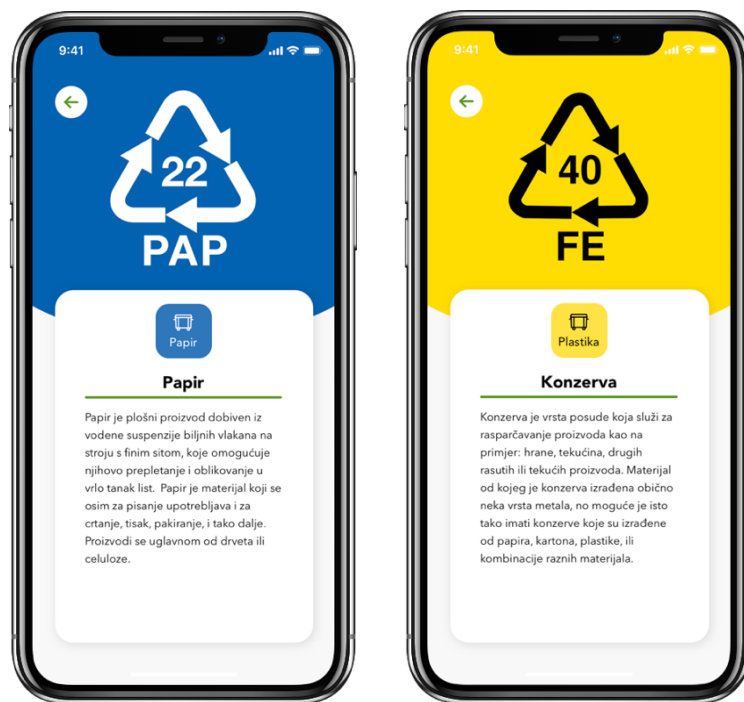 9:41
22
PAP
Papir
Papir
Papir je plošni proizvod dobiven iz
vodene suspenzije biljnih vlakana na
stroju s finim sitom, koje omogućuje
njihovo prepletanje i oblikovanje u
vrlo tanak list.  Papir je materijal koji se
osim za pisanje upotrebljava i za
crtanje, tisak, pakiranje, i tako dalje.
Proizvodi se uglavnom od drveta ili
celuloze.
9:41
40
FE
Plastika
Konzerva
Konzerva je vrsta posude koja služi za
rasparčavanje proizvoda kao na
primjer: hrane, tekućina, drugih
rasutih ili tekućih proizvoda. Materijal
od kojeg je konzerva izrađena obično
neka vrsta metala, no moguće je isto
tako imati konzerve koje su izrađene
od papira, kartona, plastike, ili
kombinacije raznih materijala.